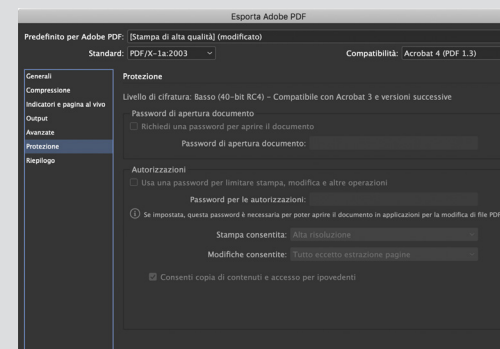 Esporta Adobe PDF
Predefinito per Adobe PDF: [Stampa di alta qualità] (modificato)
Standard: PDF/X-1a:2003 Compatibilità: Acrobat 4 (PDF 1.3)
Generali
Compressione
Indicatori e pagina al vivo
Output
Avanzate
Protezione
Riepilogo
Protezione
Livello di cifratura: Basso (40-bit RC4) – Compatibile con Acrobat 3 e versioni successive
Password di apertura documento
Richiedi una password per aprire il documento
Password di apertura documento:
Autorizzazioni
Usa una password per limitare stampa, modifica e altre operazioni
Password per le autorizzazioni:
Se impostata, questa password è necessaria per poter aprire il documento in applicazioni per la modifica di file PDF
Stampa consentita: Alta risoluzione
Modifiche consentite: Tutto eccetto estrazione pagine
Consenti copia di contenuti e accesso per ipovedenti